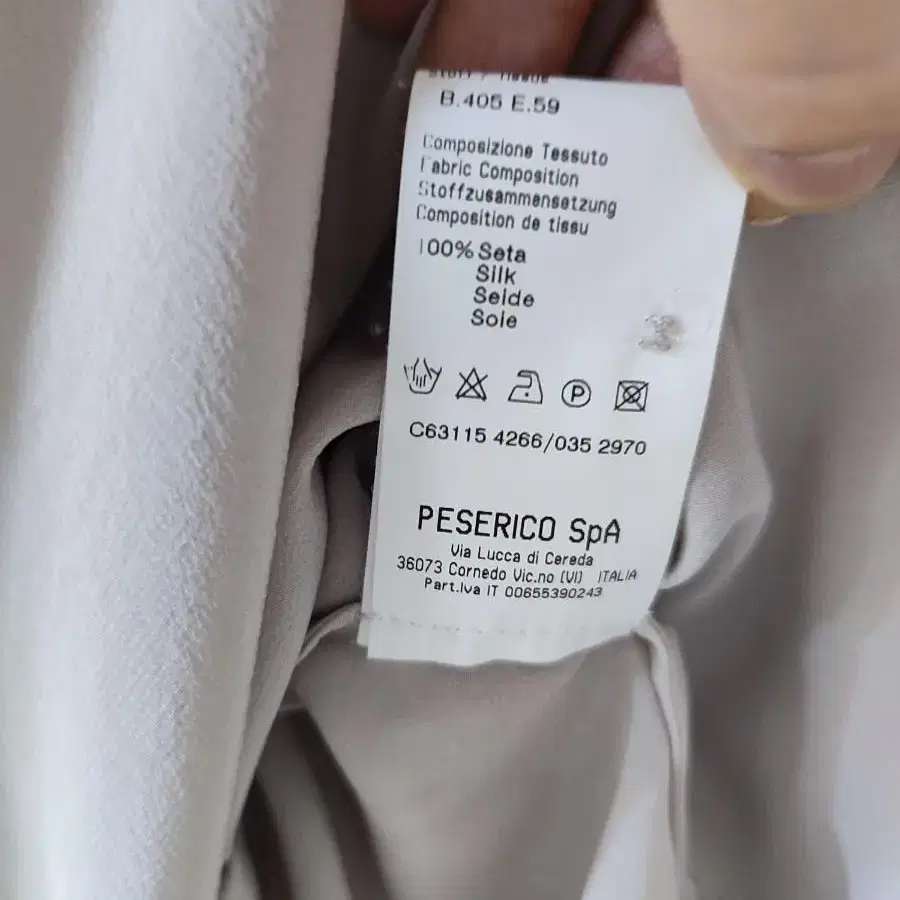 B.405 E.59
Composizione Tessuto
Fabric Composition
Stoffzusammensetzung
Composition de tissu
100% Seta
Silk
Seide
Soie
P
C63115 4266/035 2970
PESERICO SpA
Via Lucca di Cereda
36073 Cornedo Vic.no (VI) ITALIA
Part.Iva IT 00655390243